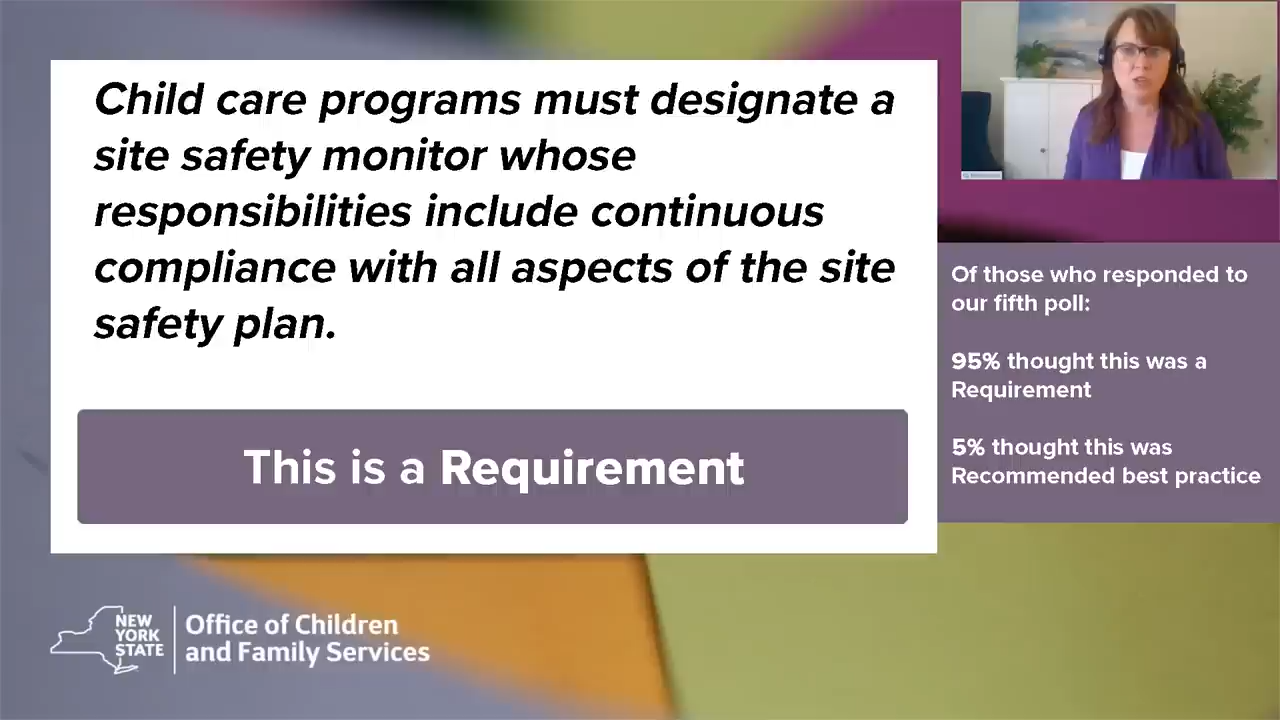 Child care programs must designate a
site safety monitor whose
responsibilities include continuous
compliance with all aspects of the site
safety plan.
This is a Requirement
Of those who responded to
our fifth poll:
95% thought this was a
Requirement
5% thought this was
Recommended best practice
NEW
YORK
STATE
Office of Children
and Family Services